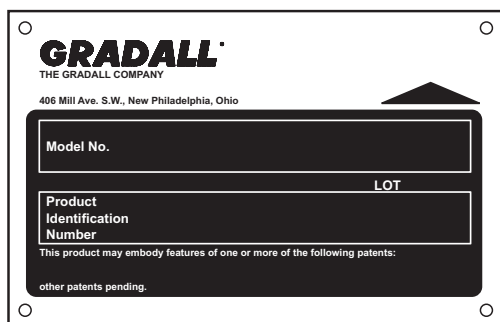 GRADALL
THE GRADALL COMPANY
406 Mill Ave. S.W., New Philadelphia, Ohio
Model No.
LOT
Product
Identification
Number
This product may embody features of one or more of the following patents:
other patents pending.